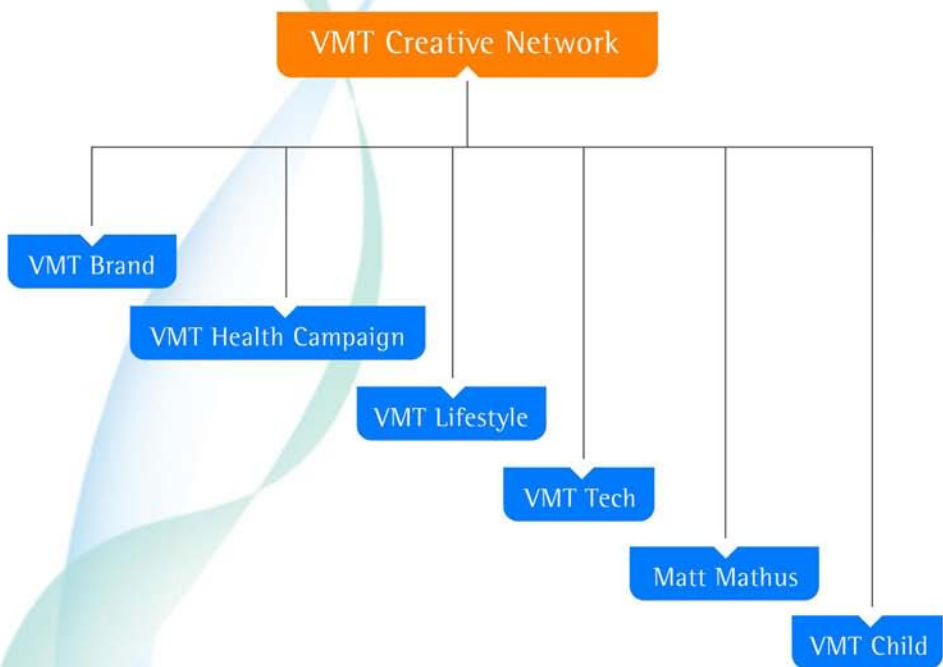 VMT Creative Network
VMT Brand
VMT Health Campaign
VMT Lifestyle
VMT Tech
Matt Mathus
VMT Child